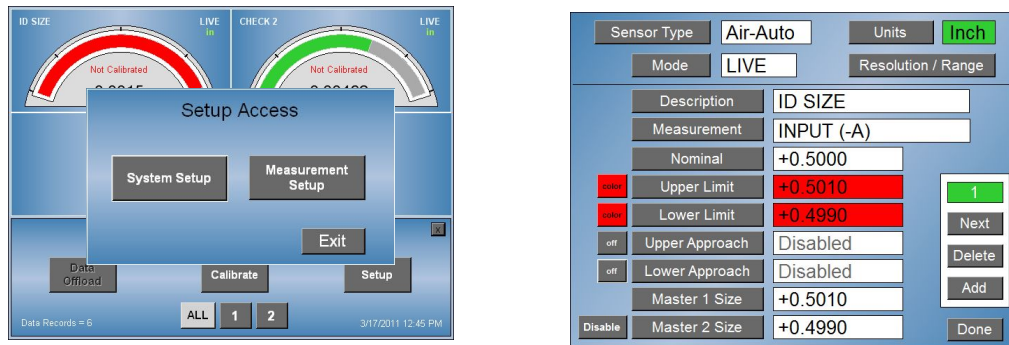 ID SIZE LIVE in
CHECK 2 LIVE in
Not Calibrated
Not Calibrated
Setup Access
System Setup
Measurement Setup
Exit
X
Data Offload
Calibrate
Setup
ALL 1 2
Data Records = 6
3/17/2011 12:45 PM
Sensor Type Air-Auto Units Inch
Mode LIVE Resolution / Range
Description ID SIZE
Measurement INPUT (-A)
Nominal +0.5000
color Upper Limit +0.5010
color Lower Limit +0.4990
off Upper Approach Disabled
off Lower Approach Disabled
Master 1 Size +0.5010
Disable Master 2 Size +0.4990
1
Next
Delete
Add
Done